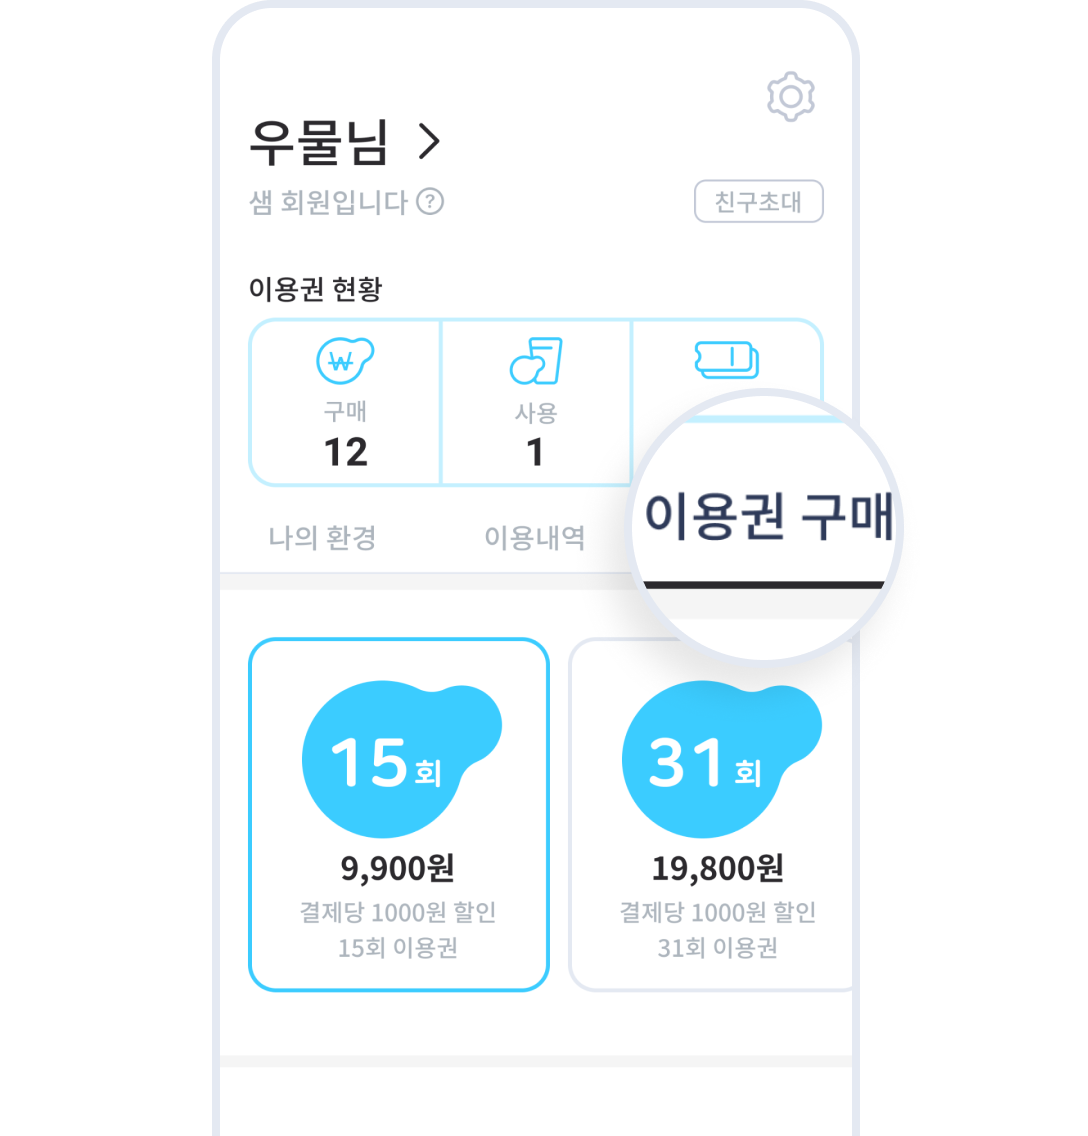 우물님
샘 회원입니다 ?
친구초대
이용권 현황
구매
사용
12
1
나의 환경
이용내역
이용권 구매
15회
31회
9,900원
19,800원
결제당 1000원 할인
결제당 1000원 할인
15회 이용권
31회 이용권